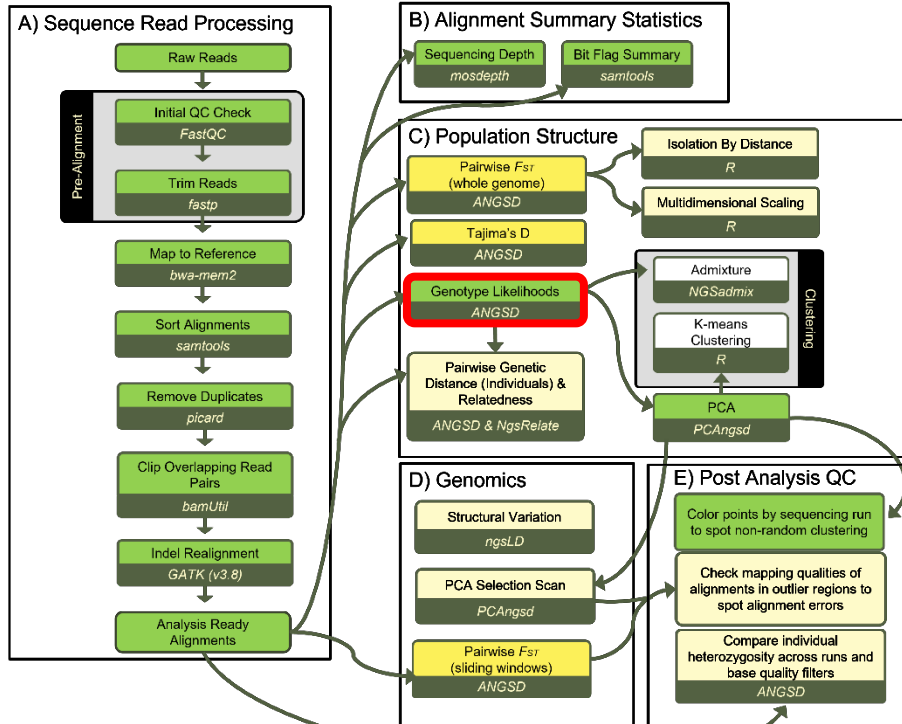 A) Sequence Read Processing
Raw Reads
Pre-Alignment
Initial QC Check
FastQC
Trim Reads
fastp
Map to Reference
bwa-mem2
Sort Alignments
samtools
Remove Duplicates
picard
Clip Overlapping Read
Pairs
bamUtil
Indel Realignment
GATK (v3.8)
Analysis Ready
Alignments
B) Alignment Summary Statistics
Sequencing Depth
mosdepth
Bit Flag Summary
samtools
C) Population Structure
Pairwise FST
(whole genome)
ANGSD
Isolation By Distance
R
Multidimensional Scaling
R
Tajima's D
ANGSD
Genotype Likelihoods
ANGSD
Pairwise Genetic
Distance (Individuals) &
Relatedness
ANGSD & NgsRelate
Clustering
Admixture
NGSadmix
K-means
Clustering
R
PCA
PCAngsd
D) Genomics
Structural Variation
ngsLD
PCA Selection Scan
PCAngsd
Pairwise FST
(sliding windows)
ANGSD
E) Post Analysis QC
Color points by sequencing run
to spot non-random clustering
Check mapping qualities of
alignments in outlier regions to
spot alignment errors
Compare individual
heterozygosity across runs and
base quality filters
ANGSD